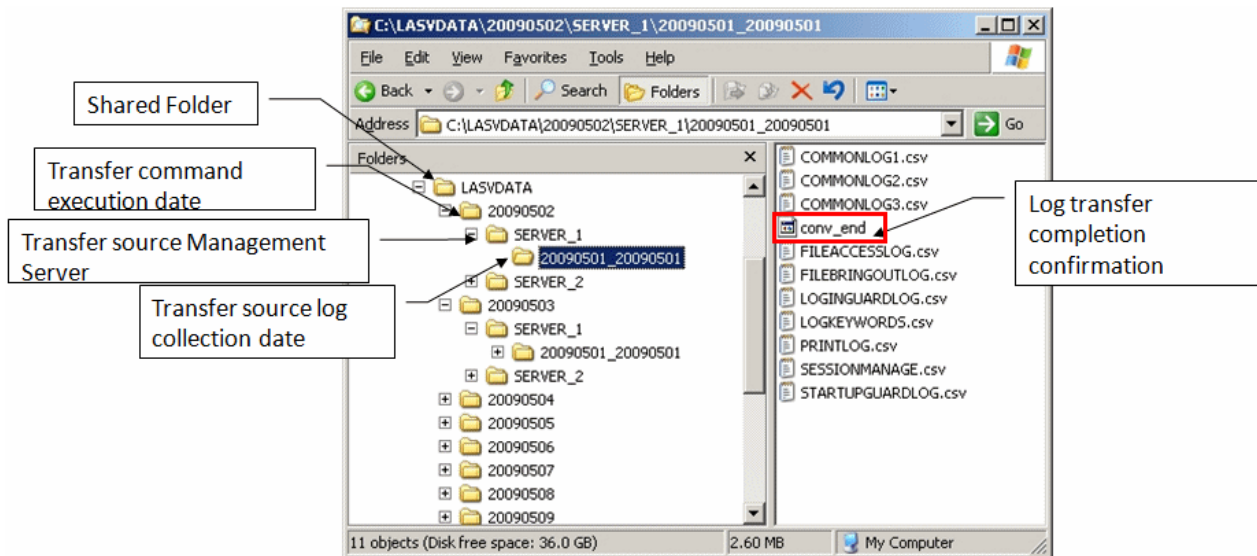 C:\LASVDATA\20090502\SERVER_1\20090501_20090501
File Edit View Favorites Tools Help
Back Search Folders
Address C:\LASVDATA\20090502\SERVER_1\20090501_20090501 Go
Folders
LASVDATA
20090502
SERVER_1
20090501_20090501
SERVER_2
20090503
SERVER_1
20090501_20090501
SERVER_2
20090504
20090505
20090506
20090507
20090508
20090509
COMMONLOG1.csv
COMMONLOG2.csv
COMMONLOG3.csv
conv_end
FILEACCESSLOG.csv
FILEBRINGOUTLOG.csv
LOGINGUARDLOG.csv
LOGKEYWORDS.csv
PRINTLOG.csv
SESSIONMANAGE.csv
STARTUPGUARDLOG.csv
11 objects (Disk free space: 36.0 GB) 2.60 MB My Computer
Shared Folder
Transfer command
execution date
Transfer source Management
Server
Transfer source log
collection date
Log transfer
completion
confirmation